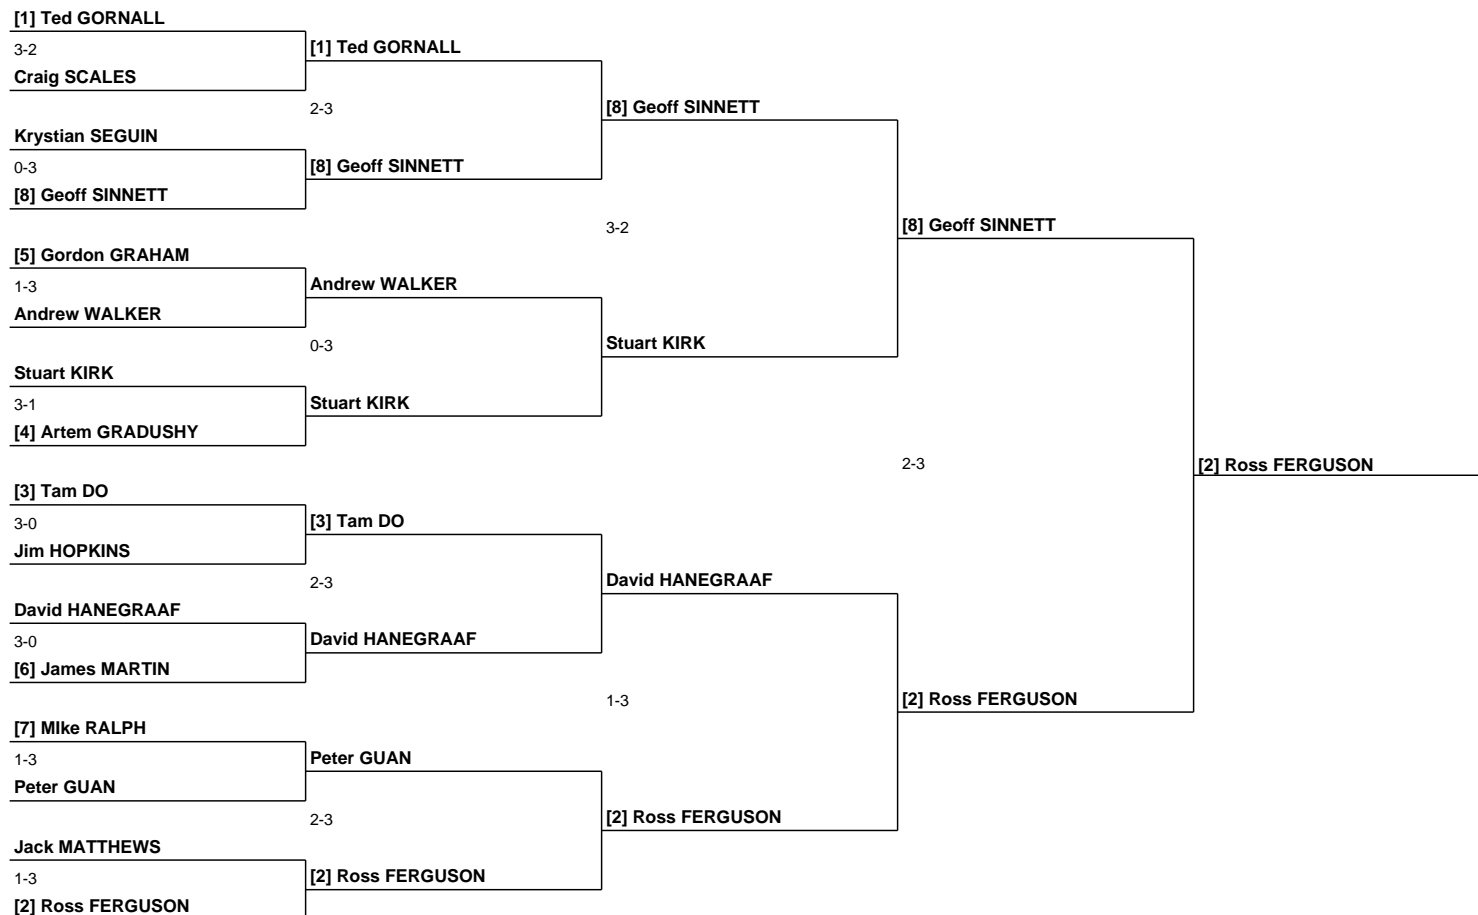 [1] Ted GORNALL
3-2
Craig SCALES
Krystian SEGUIN
0-3
[8] Geoff SINNETT
[5] Gordon GRAHAM
1-3
Andrew WALKER
Stuart KIRK
3-1
[4] Artem GRADUSHY
[3] Tam DO
3-0
Jim HOPKINS
David HANEGRAAF
3-0
[6] James MARTIN
[7] MIke RALPH
1-3
Peter GUAN
Jack MATTHEWS
1-3
[2] Ross FERGUSON
[1] Ted GORNALL
2-3
[8] Geoff SINNETT
Andrew WALKER
0-3
Stuart KIRK
[3] Tam DO
2-3
David HANEGRAAF
Peter GUAN
2-3
[2] Ross FERGUSON
[8] Geoff SINNETT
3-2
Stuart KIRK
David HANEGRAAF
1-3
[2] Ross FERGUSON
[8] Geoff SINNETT
2-3
[2] Ross FERGUSON
[2] Ross FERGUSON